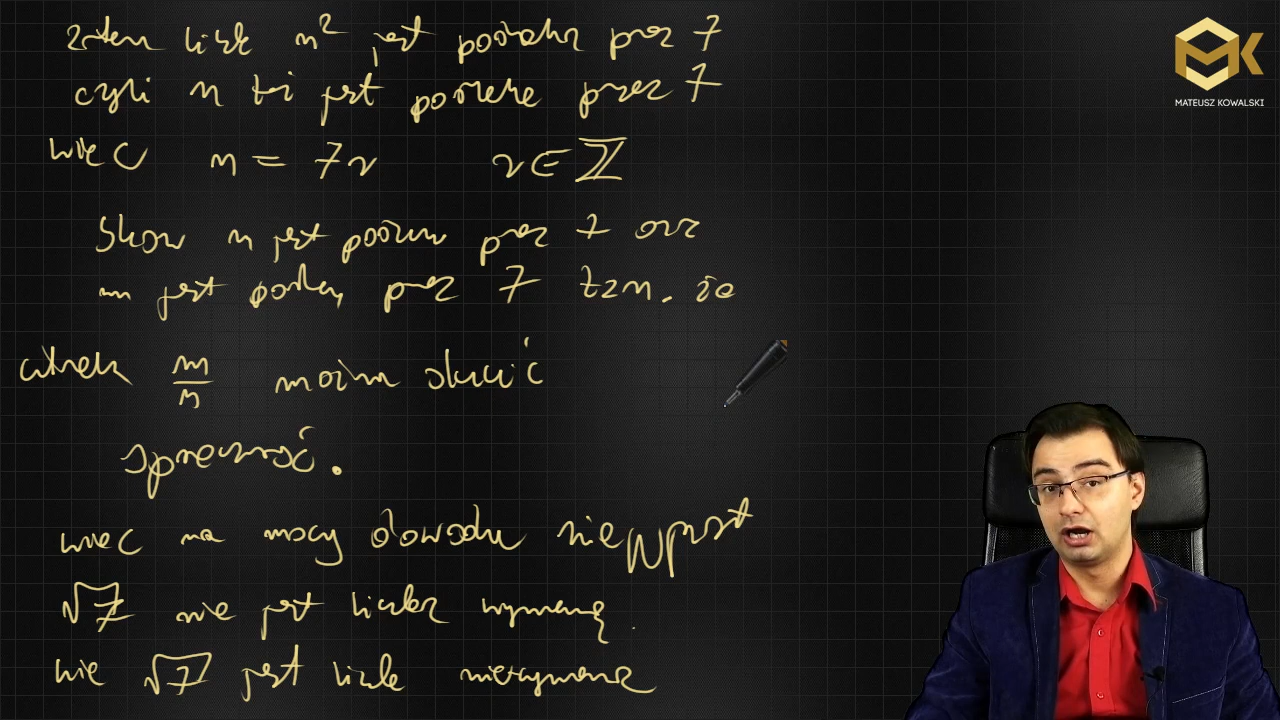 zatem liczba n² jest podzielna przez 7
czyli n też jest podzielne przez 7
więc n = 7r r ∈ ℤ
Skoro n jest podzielne przez 7 oraz
m jest podzielny przez 7 tzn. że
ułamek m/n można skrócić
sprzeczność.
więc na mocy dowodu nie wprost
√7 nie jest liczbą wymierną.
więc √7 jest liczbą niewymierną
MATEUSZ KOWALSKI